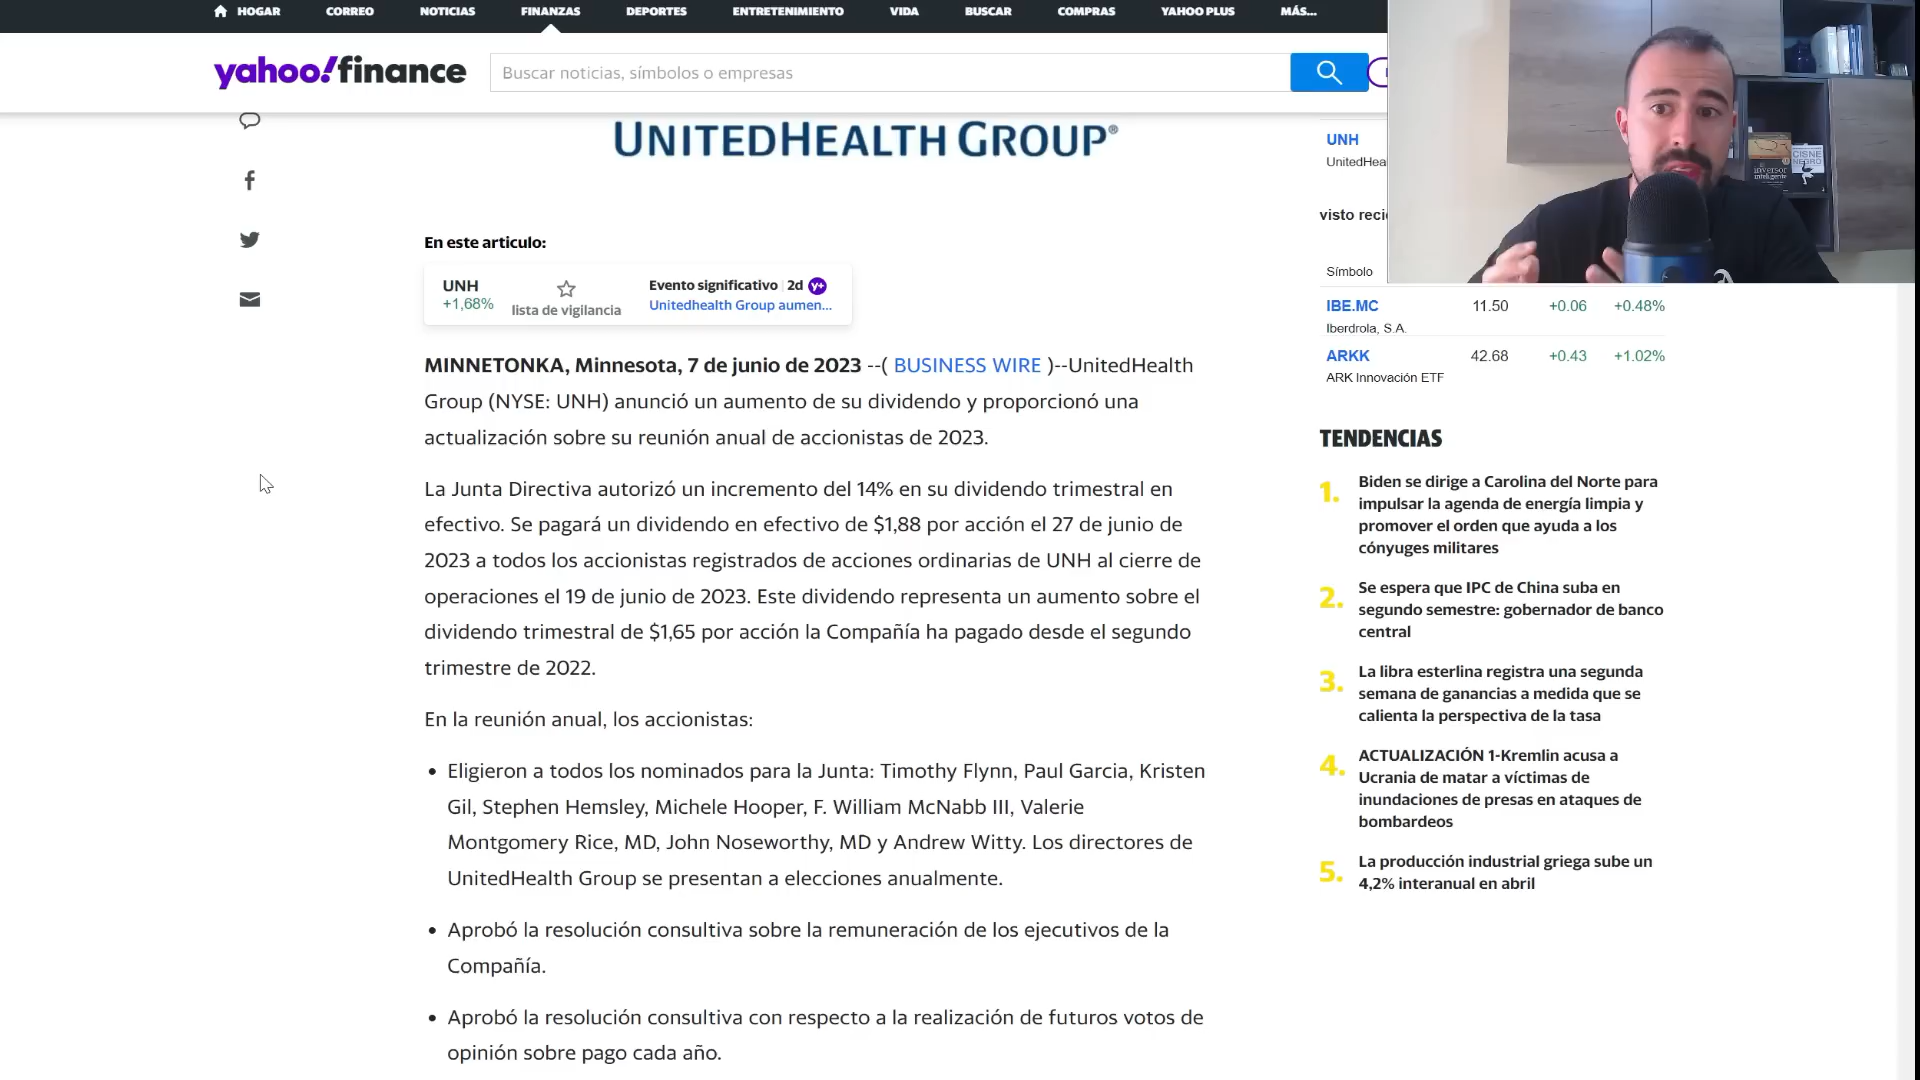 HOGAR CORREO NOTICIAS FINANZAS DEPORTES ENTRETENIMIENTO VIDA BUSCAR COMPRAS YAHOO PLUS MÁS...
yahoo!finance
Buscar noticias, símbolos o empresas
UNITEDHEALTH GROUP®
En este articulo:
UNH
+1,68%
lista de vigilancia
Evento significativo | 2d y+
Unitedhealth Group aumen...
MINNETONKA, Minnesota, 7 de junio de 2023 --( BUSINESS WIRE )--UnitedHealth
Group (NYSE: UNH) anunció un aumento de su dividendo y proporcionó una
actualización sobre su reunión anual de accionistas de 2023.
La Junta Directiva autorizó un incremento del 14% en su dividendo trimestral en
efectivo. Se pagará un dividendo en efectivo de $1,88 por acción el 27 de junio de
2023 a todos los accionistas registrados de acciones ordinarias de UNH al cierre de
operaciones el 19 de junio de 2023. Este dividendo representa un aumento sobre el
dividendo trimestral de $1,65 por acción la Compañía ha pagado desde el segundo
trimestre de 2022.
En la reunión anual, los accionistas:
• Eligieron a todos los nominados para la Junta: Timothy Flynn, Paul Garcia, Kristen
Gil, Stephen Hemsley, Michele Hooper, F. William McNabb III, Valerie
Montgomery Rice, MD, John Noseworthy, MD y Andrew Witty. Los directores de
UnitedHealth Group se presentan a elecciones anualmente.
• Aprobó la resolución consultiva sobre la remuneración de los ejecutivos de la
Compañía.
• Aprobó la resolución consultiva con respecto a la realización de futuros votos de
opinión sobre pago cada año.
UNH
UnitedHea
visto reci
Símbolo
IBE.MC 11.50 +0.06 +0.48%
Iberdrola, S.A.
ARKK 42.68 +0.43 +1.02%
ARK Innovación ETF
TENDENCIAS
1. Biden se dirige a Carolina del Norte para
impulsar la agenda de energía limpia y
promover el orden que ayuda a los
cónyuges militares
2. Se espera que IPC de China suba en
segundo semestre: gobernador de banco
central
3. La libra esterlina registra una segunda
semana de ganancias a medida que se
calienta la perspectiva de la tasa
4. ACTUALIZACIÓN 1-Kremlin acusa a
Ucrania de matar a víctimas de
inundaciones de presas en ataques de
bombardeos
5. La producción industrial griega sube un
4,2% interanual en abril
inversor
inteligente
CISNE
NEGRO